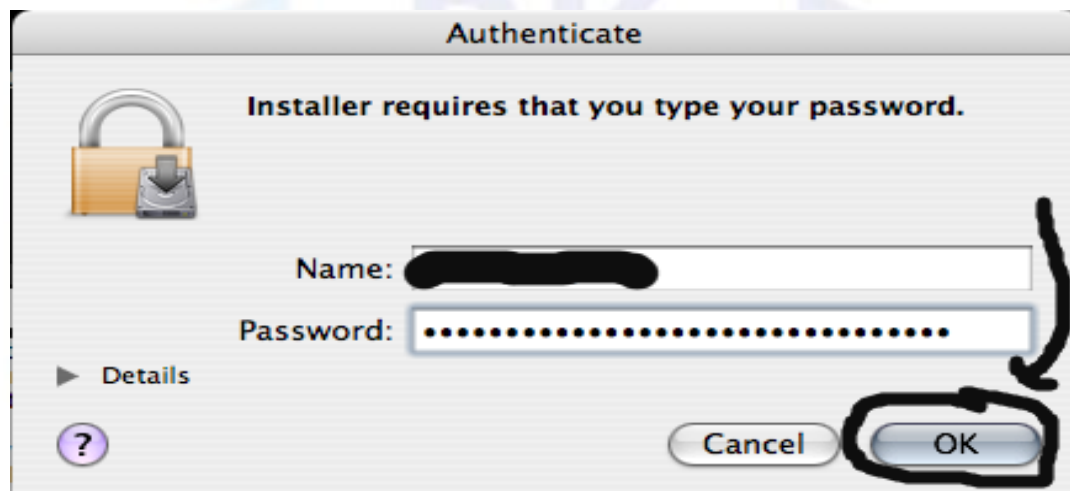 Authenticate
Installer requires that you type your password.
Name:
Password: ••••••••••••••••••••••••••••••••
Details
? Cancel OK